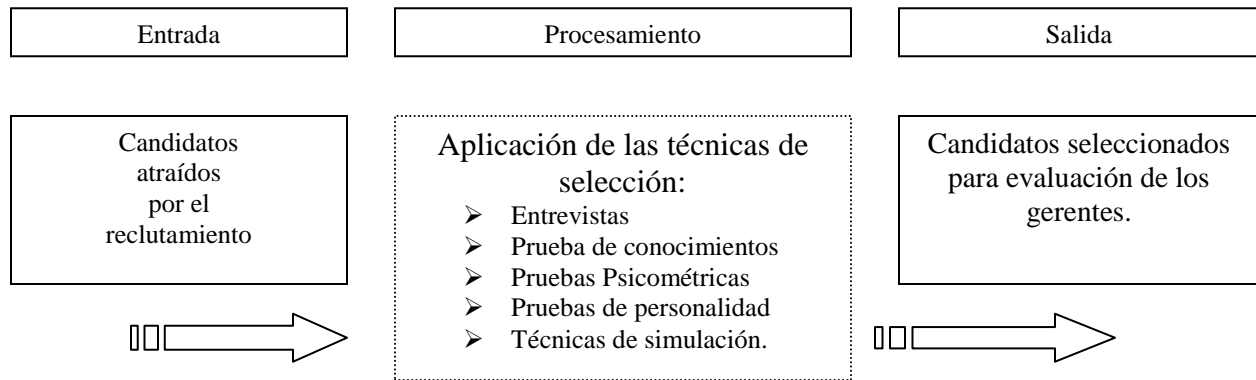 Entrada
Procesamiento
Salida
Candidatos
atraídos
por el
reclutamiento
Aplicación de las técnicas de
selección:
➢ Entrevistas
➢ Prueba de conocimientos
➢ Pruebas Psicométricas
➢ Pruebas de personalidad
➢ Técnicas de simulación.
Candidatos seleccionados
para evaluación de los
gerentes.